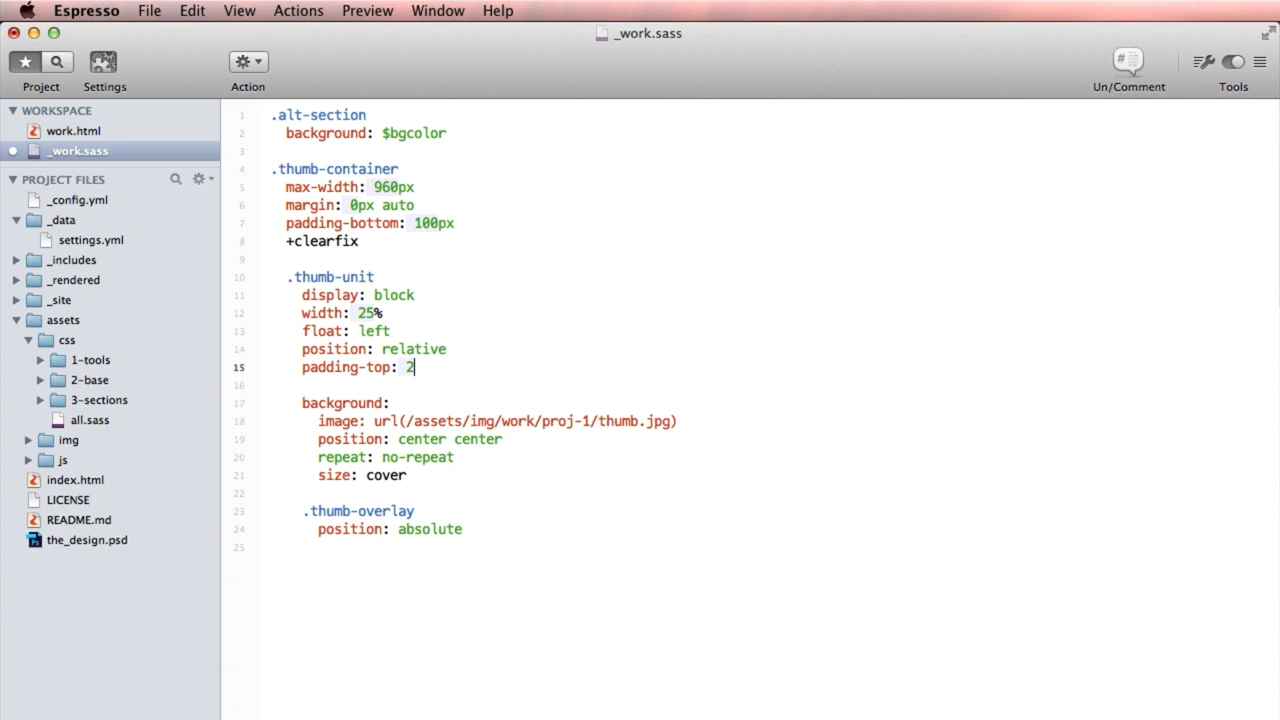 Espresso File Edit View Actions Preview Window Help
_work.sass
Project Settings Action Un/Comment Tools
WORKSPACE
work.html
_work.sass
PROJECT FILES
_config.yml
_data
settings.yml
_includes
_rendered
_site
assets
css
1-tools
2-base
3-sections
all.sass
img
js
index.html
LICENSE
README.md
the_design.psd
1 .alt-section
2 background: $bgcolor
3
4 .thumb-container
5 max-width: 960px
6 margin: 0px auto
7 padding-bottom: 100px
8 +clearfix
9
10 .thumb-unit
11 display: block
12 width: 25%
13 float: left
14 position: relative
15 padding-top: 2
16
17 background:
18 image: url(/assets/img/work/proj-1/thumb.jpg)
19 position: center center
20 repeat: no-repeat
21 size: cover
22
23 .thumb-overlay
24 position: absolute
25